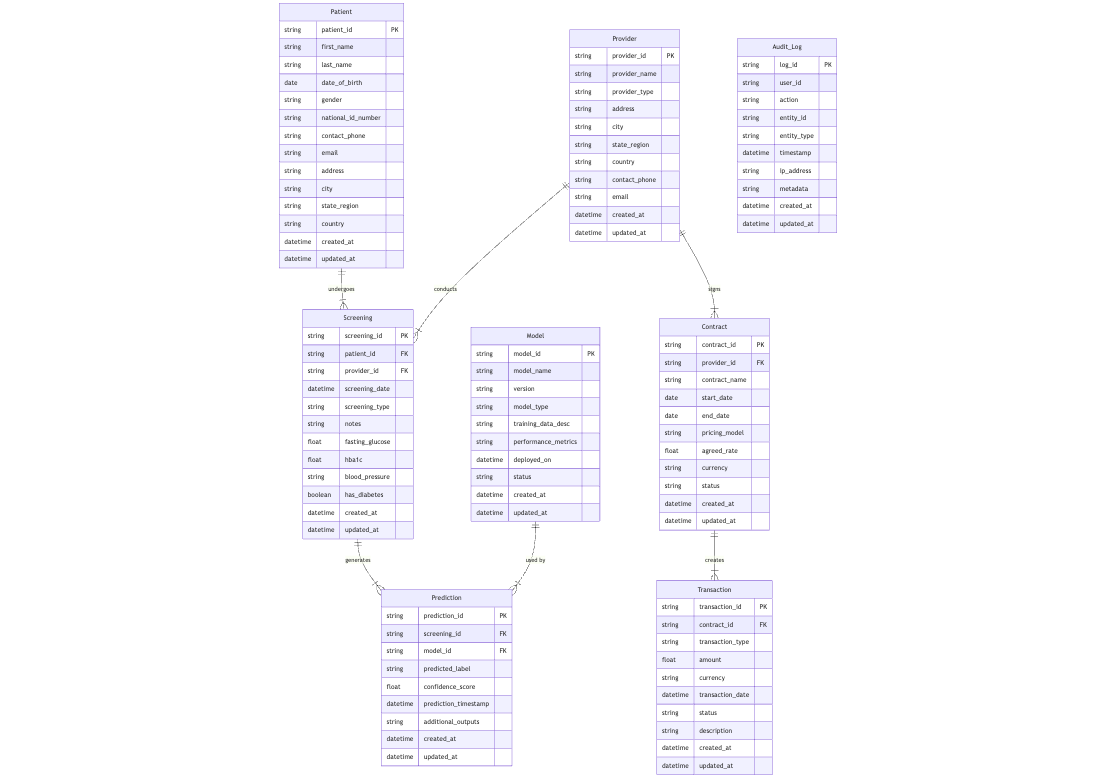 Patient
string patient_id PK
string first_name
string last_name
date date_of_birth
string gender
string national_id_number
string contact_phone
string email
string address
string city
string state_region
string country
datetime created_at
datetime updated_at
Provider
string provider_id PK
string provider_name
string provider_type
string address
string city
string state_region
string country
string contact_phone
string email
datetime created_at
datetime updated_at
Audit_Log
string log_id PK
string user_id
string action
string entity_id
string entity_type
datetime timestamp
string ip_address
string metadata
datetime created_at
datetime updated_at
undergoes
conducts
signs
Screening
string screening_id PK
string patient_id FK
string provider_id FK
datetime screening_date
string screening_type
string notes
float fasting_glucose
float hba1c
string blood_pressure
boolean has_diabetes
datetime created_at
datetime updated_at
Model
string model_id PK
string model_name
string version
string model_type
string training_data_desc
string performance_metrics
datetime deployed_on
string status
datetime created_at
datetime updated_at
Contract
string contract_id PK
string provider_id FK
string contract_name
date start_date
date end_date
string pricing_model
float agreed_rate
string currency
string status
datetime created_at
datetime updated_at
generates
used by
creates
Prediction
string prediction_id PK
string screening_id FK
string model_id FK
string predicted_label
float confidence_score
datetime prediction_timestamp
string additional_outputs
datetime created_at
datetime updated_at
Transaction
string transaction_id PK
string contract_id FK
string transaction_type
float amount
string currency
datetime transaction_date
string status
string description
datetime created_at
datetime updated_at